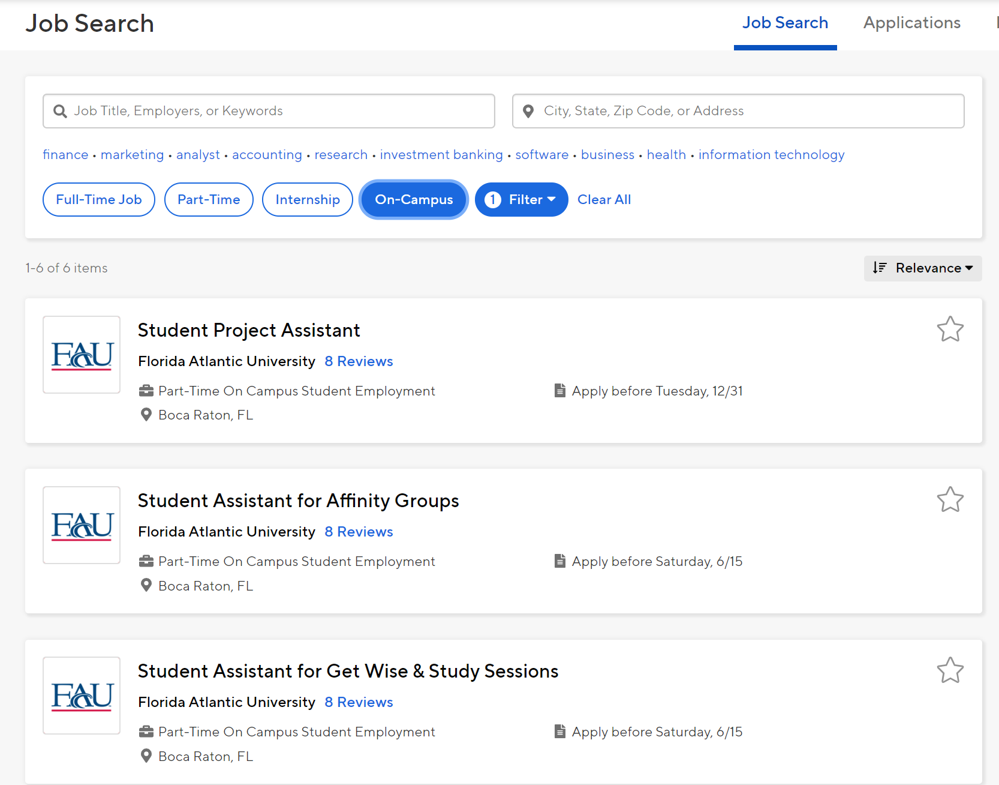 Job Search
Job Search Applications
Job Title, Employers, or Keywords
City, State, Zip Code, or Address
finance • marketing • analyst • accounting • research • investment banking • software • business • health • information technology
Full-Time Job Part-Time Internship On-Campus 1 Filter Clear All
1-6 of 6 items
Relevance
FAU
Student Project Assistant
Florida Atlantic University 8 Reviews
Part-Time On Campus Student Employment
Apply before Tuesday, 12/31
Boca Raton, FL
FAU
Student Assistant for Affinity Groups
Florida Atlantic University 8 Reviews
Part-Time On Campus Student Employment
Apply before Saturday, 6/15
Boca Raton, FL
FAU
Student Assistant for Get Wise & Study Sessions
Florida Atlantic University 8 Reviews
Part-Time On Campus Student Employment
Apply before Saturday, 6/15
Boca Raton, FL